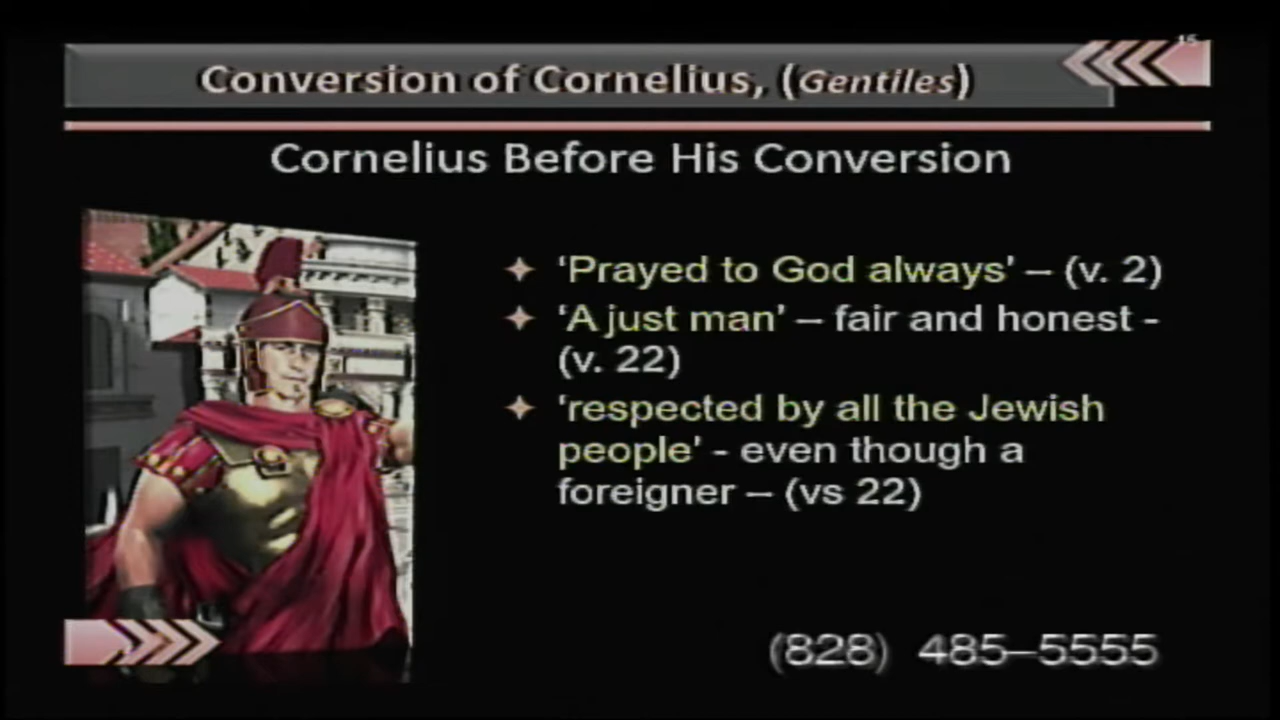 15
Conversion of Cornelius, (Gentiles)
Cornelius Before His Conversion
‘Prayed to God always’ – (v. 2)
‘A just man’ – fair and honest -
(v. 22)
‘respected by all the Jewish
people’ - even though a
foreigner – (vs 22)
(828) 485–5555